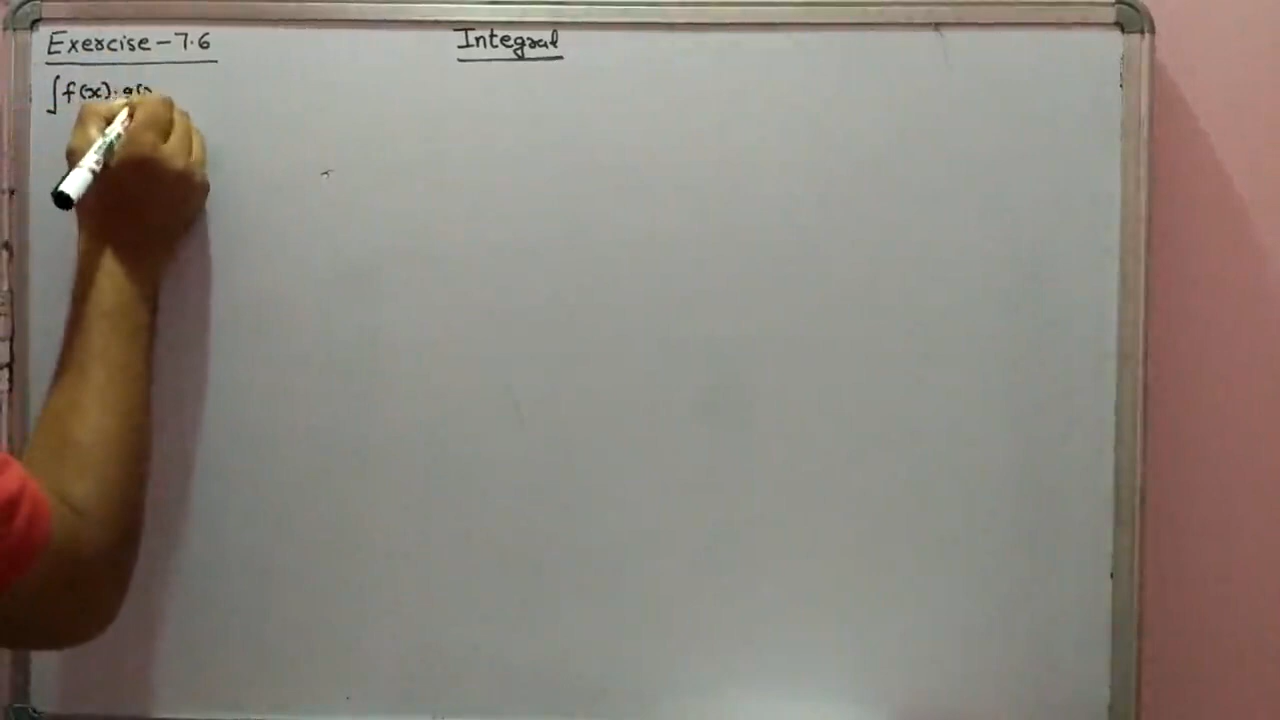 Exercise - 7.6
Integral
∫f(x).g(